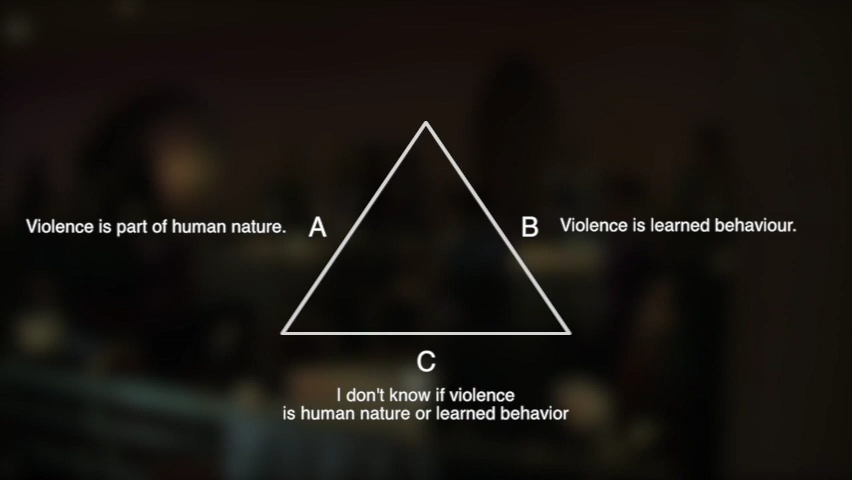 Violence is part of human nature. A
B Violence is learned behaviour.
C
I don't know if violence
is human nature or learned behavior